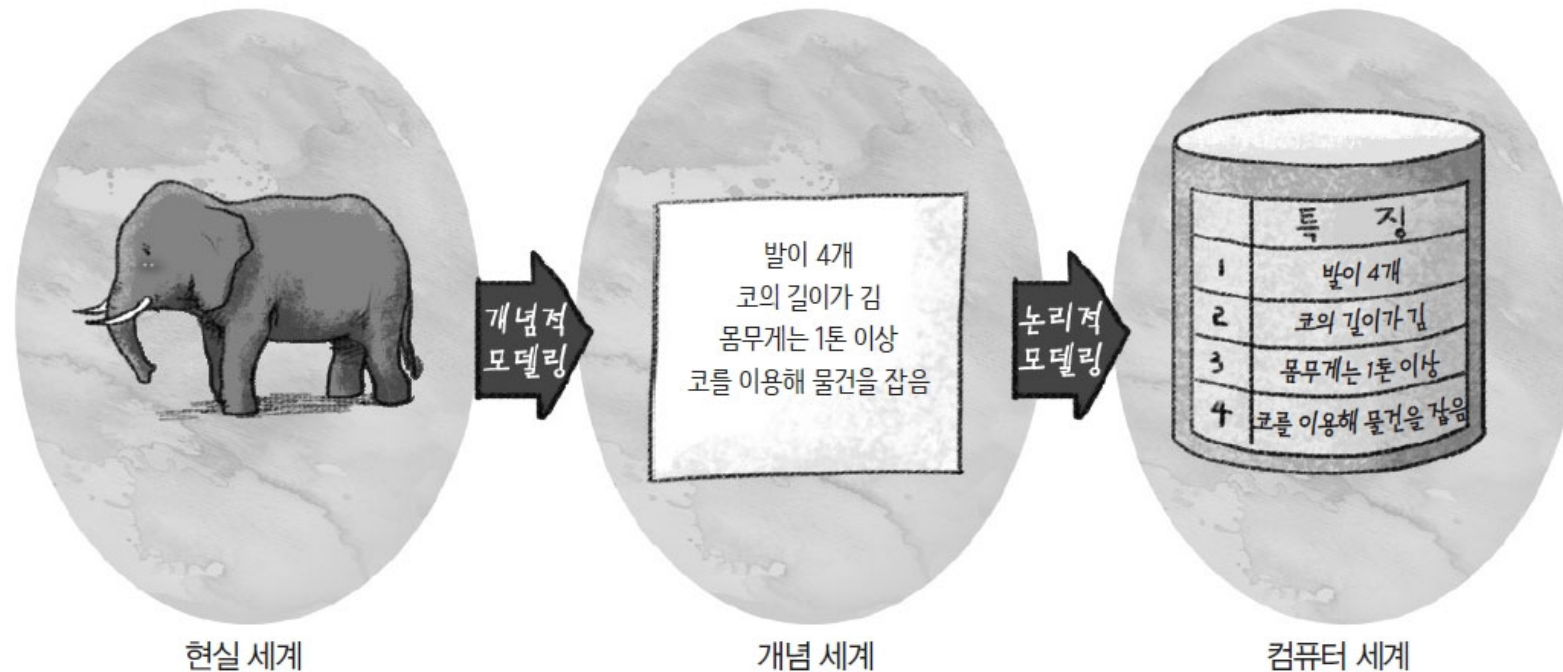 개념적
모델링
발이 4개
코의 길이가 김
몸무게는 1톤 이상
코를 이용해 물건을 잡음
논리적
모델링
특 징
1 발이 4개
2 코의 길이가 김
3 몸무게는 1톤 이상
4 코를 이용해 물건을 잡음
현실 세계
개념 세계
컴퓨터 세계